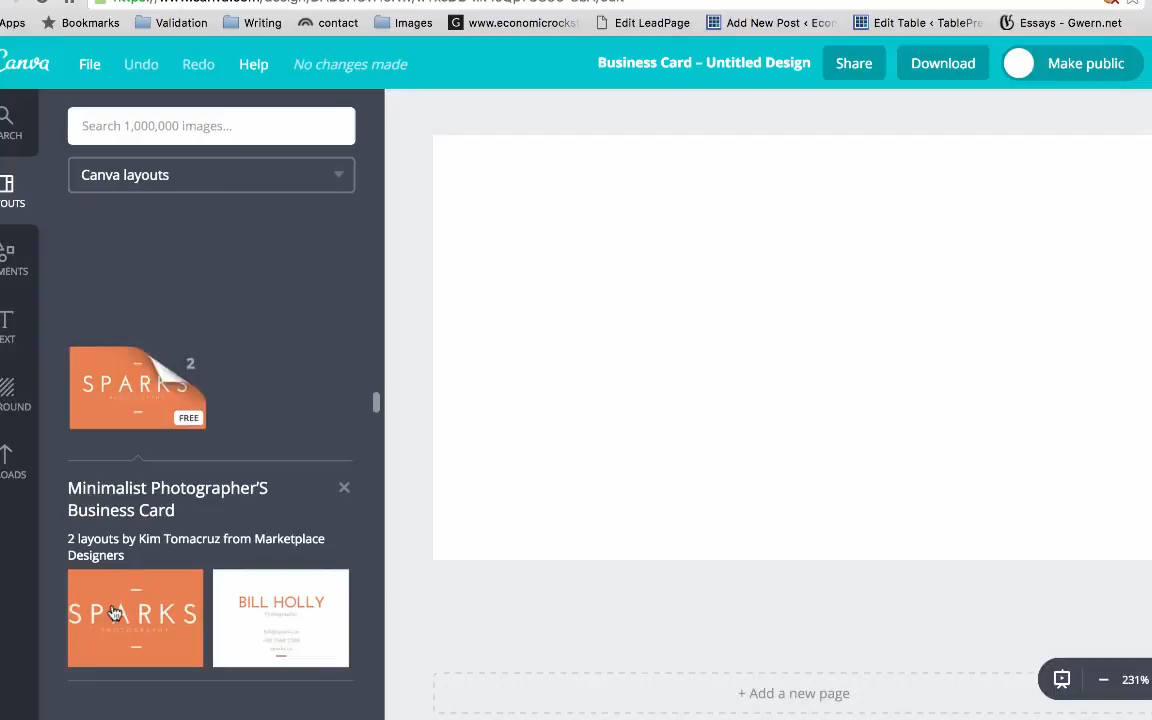 Apps Bookmarks Validation Writing contact Images G www.economicrocks Edit LeadPage Add New Post < Econ Edit Table < TablePre Essays - Gwern.net
Canva File Undo Redo Help No changes made Business Card – Untitled Design Share Download Make public
Search 1,000,000 images...
ARCH
Canva layouts
OUTS
MENTS
EXT
2
SPARKS
FREE
ROUND
OADS
Minimalist Photographer'S
Business Card
2 layouts by Kim Tomacruz from Marketplace
Designers
SPARKS
PHOTOGRAPHY
BILL HOLLY
Photographer
+ Add a new page
231%